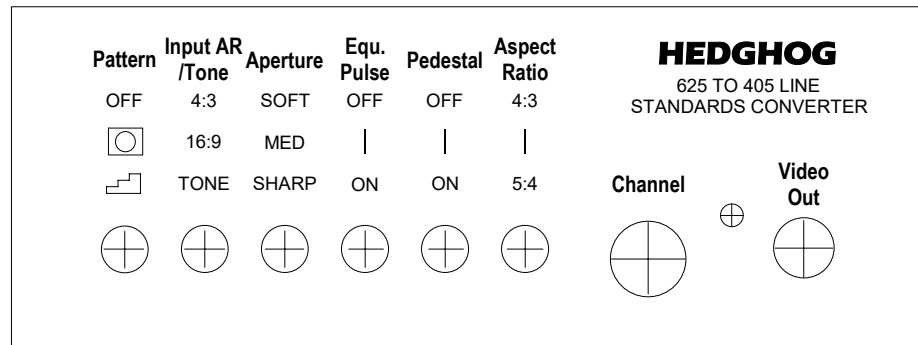 Pattern Input AR /Tone Aperture Equ. Pulse Pedestal Aspect Ratio
OFF 4:3 SOFT OFF OFF 4:3
16:9 MED
TONE SHARP ON ON 5:4
HEDGHOG
625 TO 405 LINE
STANDARDS CONVERTER
Channel
Video
Out